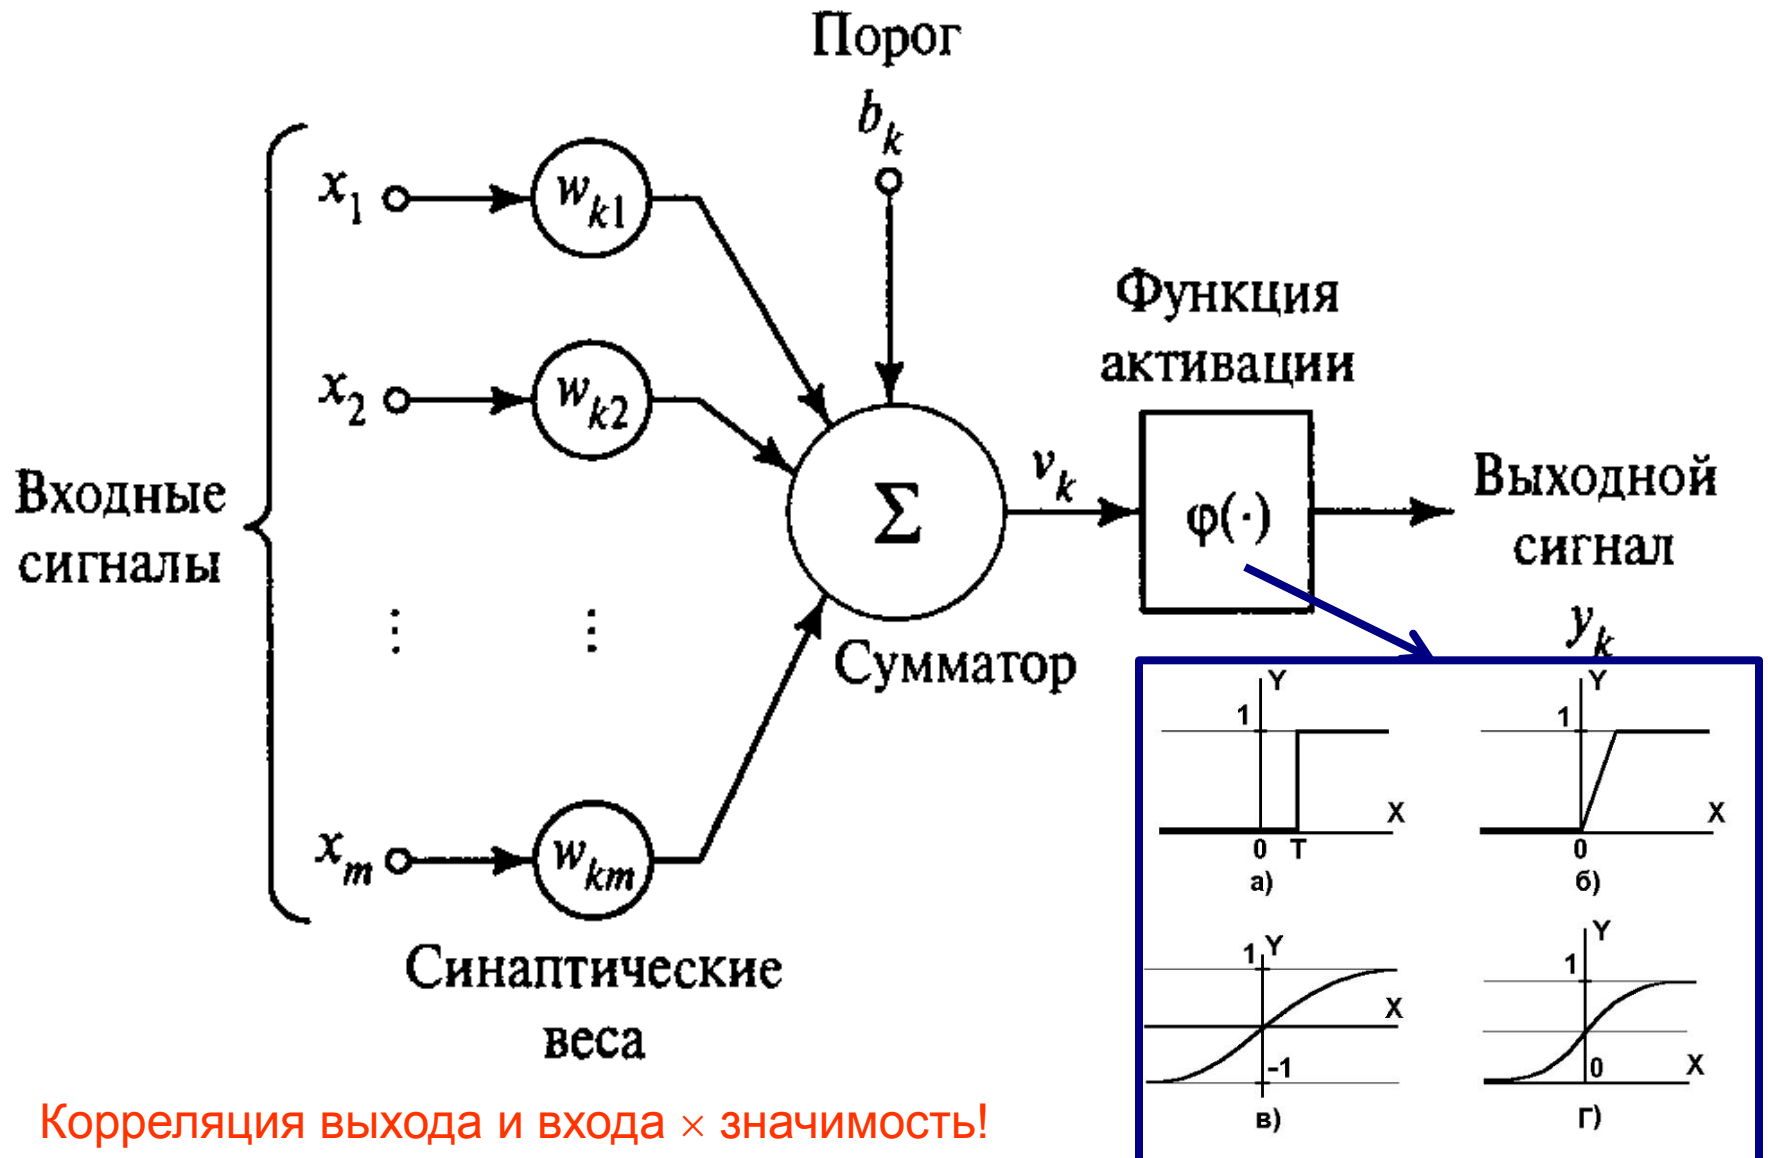 Порог
b_k
x_1
w_k1
x_2
w_k2
Входные
сигналы
⋮ ⋮
x_m
w_km
Синаптические
веса
Σ
Сумматор
v_k
Функция
активации
φ(·)
Выходной
сигнал
y_k
Y
1
X
0 T
а)
Y
1
X
0
б)
1 Y
X
-1
в)
Y
1
0 X
Г)
Корреляция выхода и входа × значимость!